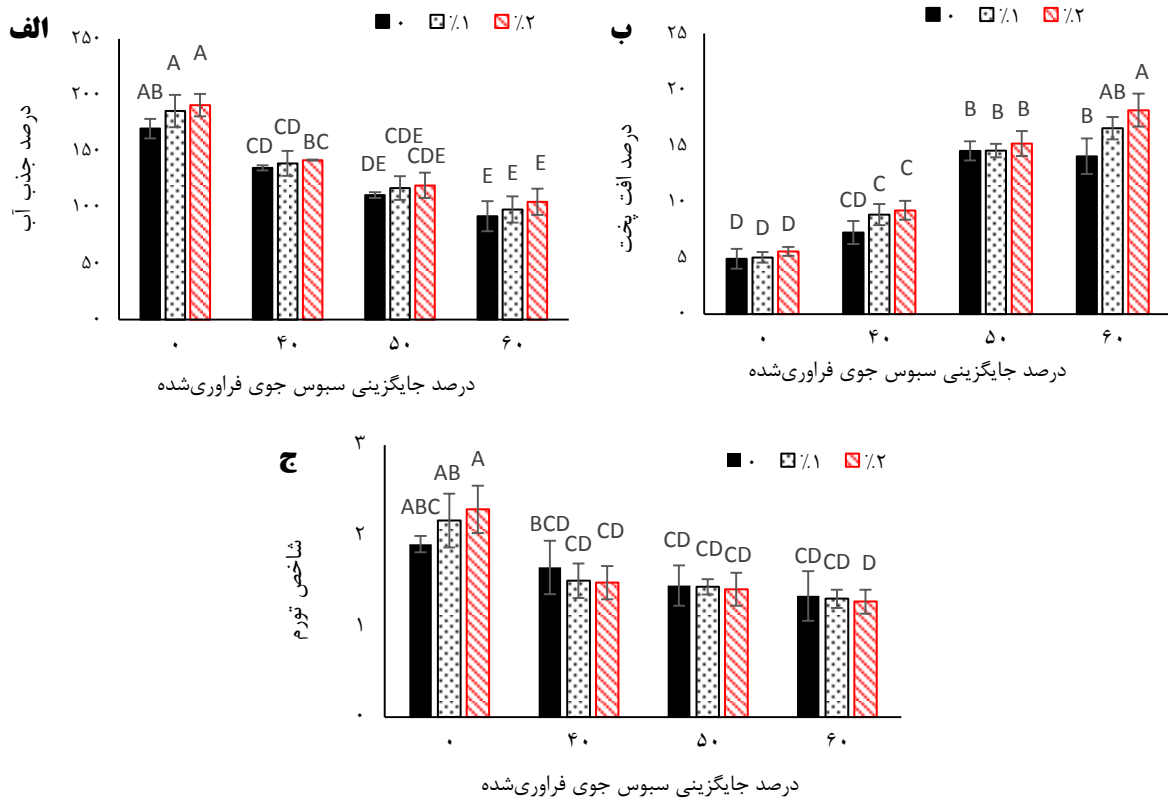 الف
۰ ٪۱ ٪۲
درصد جذب آب
۲۵۰
۲۰۰
۱۵۰
۱۰۰
۵۰
۰
AB A A
CD CD BC
DE CDE CDE
E E E
۰ ۴۰ ۵۰ ۶۰
درصد جایگزینی سبوس جوی فراوری‌شده
ب
۰ ٪۱ ٪۲
درصد افت پخت
۲۵
۲۰
۱۵
۱۰
۵
۰
D D D
CD C C
B B B
B AB A
۰ ۴۰ ۵۰ ۶۰
درصد جایگزینی سبوس جوی فراوری‌شده
ج
۰ ٪۱ ٪۲
شاخص تورم
۳
۲
۱
۰
ABC AB A
BCD CD CD
CD CD CD
CD CD D
۰ ۴۰ ۵۰ ۶۰
درصد جایگزینی سبوس جوی فراوری‌شده